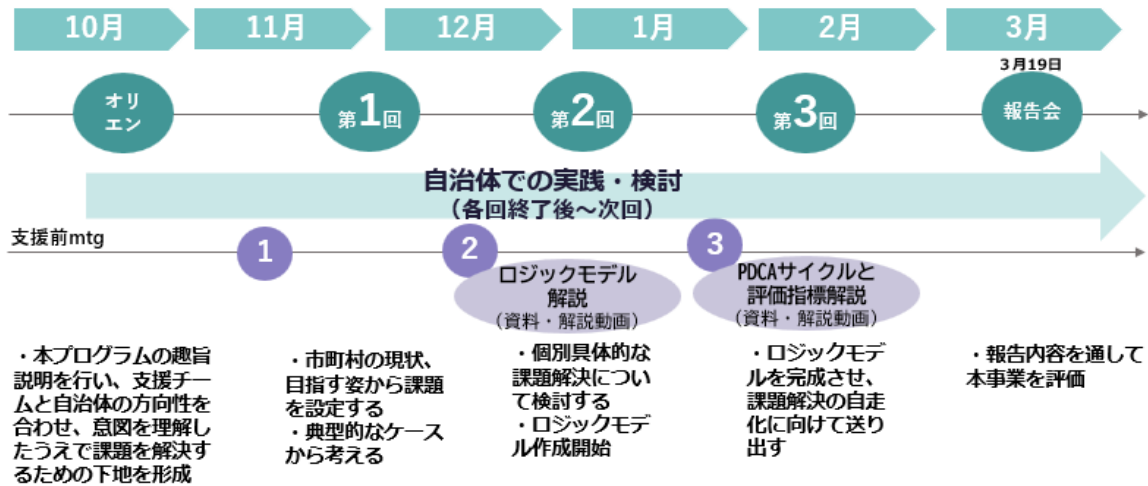 10月
11月
12月
1月
2月
3月
3月19日
オリ
エン
第1回
第2回
第3回
報告会
自治体での実践・検討
（各回終了後～次回）
支援前mtg
1
2
3
ロジックモデル
解説
（資料・解説動画）
PDCAサイクルと
評価指標解説
（資料・解説動画）
・本プログラムの趣旨
説明を行い、支援チー
ムと自治体の方向性を
合わせ、意図を理解し
たうえで課題を解決す
るための下地を形成
・市町村の現状、
目指す姿から課題
を設定する
・典型的なケース
から考える
・個別具体的な
課題解決につい
て検討する
・ロジックモデ
ル作成開始
・ロジックモデ
ルを完成させ、
課題解決の自走
化に向けて送り
出す
・報告内容を通して
本事業を評価